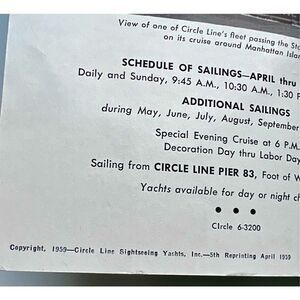 View of one of Circle Line's fleet passing the
on its cruise around Manhattan
SCHEDULE OF SAILINGS—APRIL thru
Daily and Sunday, 9:45 A.M., 10:30 A.M., 1:30
ADDITIONAL SAILINGS
during May, June, July, August, September
Special Evening Cruise at 6 P.M.
Decoration Day thru Labor Day
Sailing from CIRCLE LINE PIER 83, Foot of W
Yachts available for day or night
• • •
CIrcle 6-3200
Copyright, 1959—Circle Line Sightseeing Yachts, Inc.—5th Reprinting April 1959